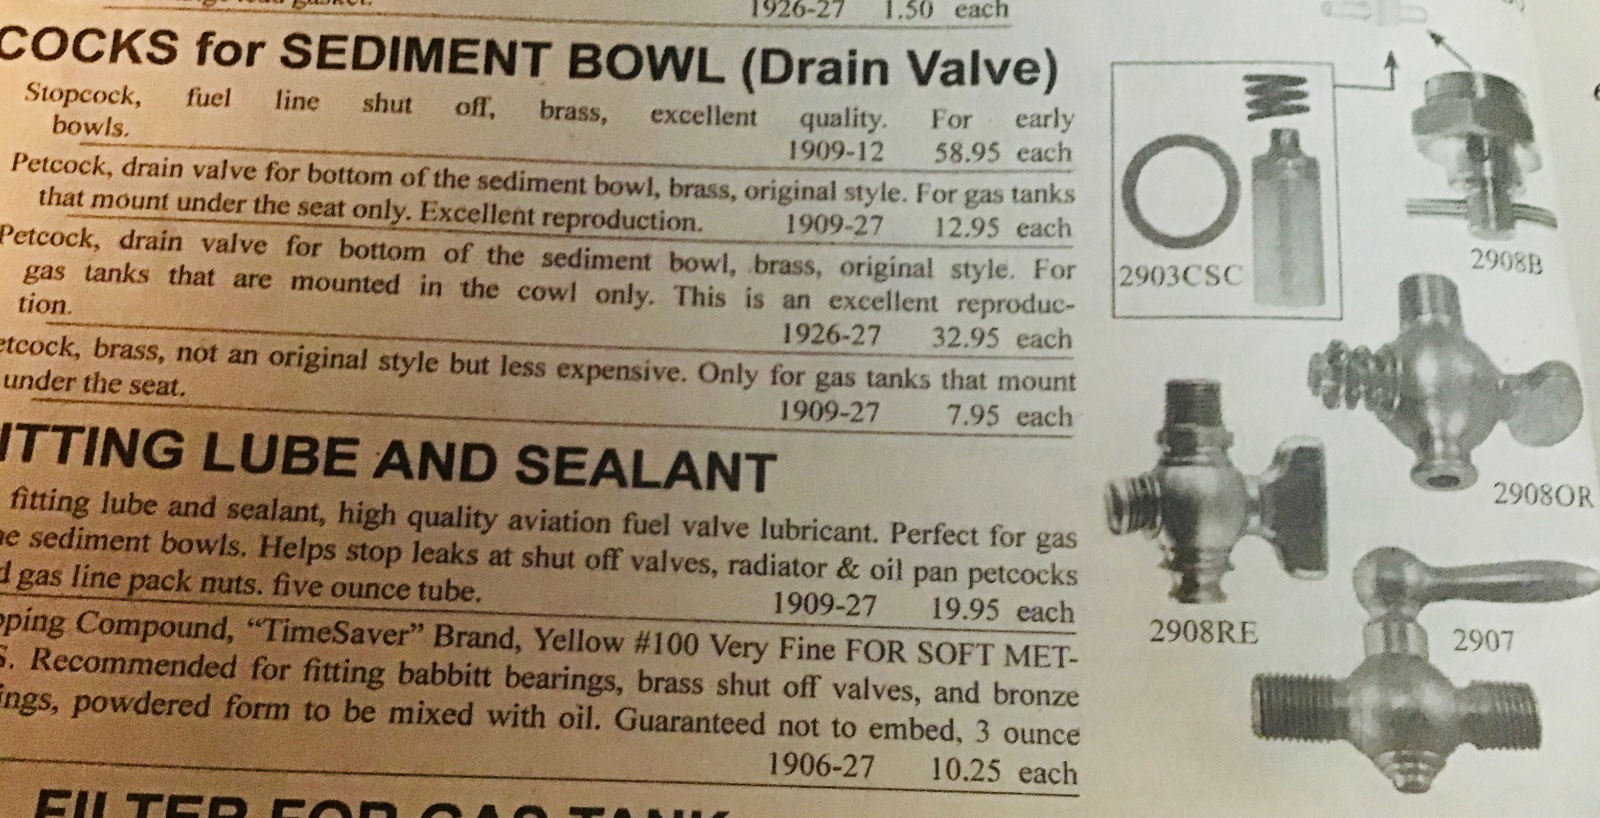 1926-27 1.50 each
COCKS for SEDIMENT BOWL (Drain Valve)
Stopcock, fuel line shut off, brass, excellent quality. For early
bowls.
1909-12 58.95 each
Petcock, drain valve for bottom of the sediment bowl, brass, original style. For gas tanks
that mount under the seat only. Excellent reproduction. 1909-27 12.95 each
Petcock, drain valve for bottom of the sediment bowl, brass, original style. For
gas tanks that are mounted in the cowl only. This is an excellent reproduc-
tion.
1926-27 32.95 each
etcock, brass, not an original style but less expensive. Only for gas tanks that mount
under the seat.
1909-27 7.95 each
ITTING LUBE AND SEALANT
fitting lube and sealant, high quality aviation fuel valve lubricant. Perfect for gas
ne sediment bowls. Helps stop leaks at shut off valves, radiator & oil pan petcocks
d gas line pack nuts. five ounce tube. 1909-27 19.95 each
pping Compound, “TimeSaver” Brand, Yellow #100 Very Fine FOR SOFT MET-
S. Recommended for fitting babbitt bearings, brass shut off valves, and bronze
ings, powdered form to be mixed with oil. Guaranteed not to embed, 3 ounce
1906-27 10.25 each
FILTER FOR GAS TANK
2903CSC
2908B
2908OR
2908RE
2907